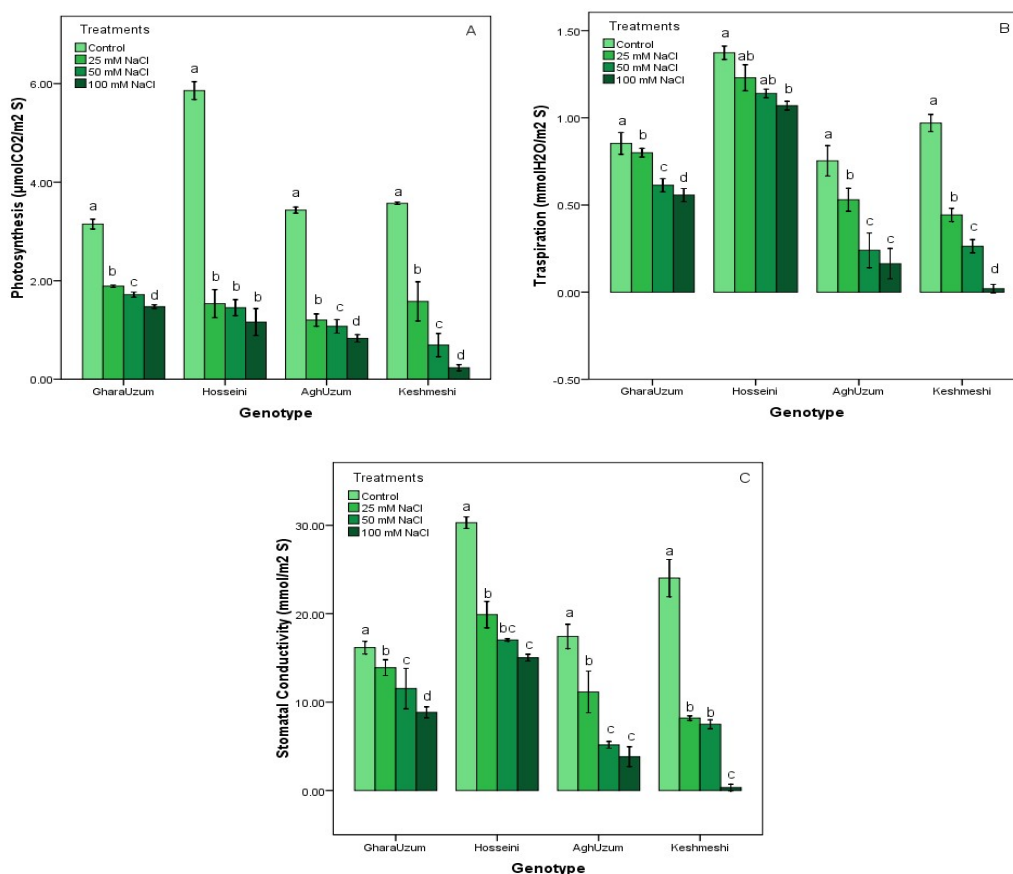 Treatments
Control
25 mM NaCl
50 mM NaCl
100 mM NaCl
A
a
a
a
a
b
c
d
b
b
b
b
c
d
b
c
d
6.00
4.00
2.00
0.00
Photosynthesis (µmolCO2/m2 S)
GharaUzum
Hosseini
AghUzum
Keshmeshi
Genotype
Treatments
Control
25 mM NaCl
50 mM NaCl
100 mM NaCl
B
a
b
c
d
a
ab
ab
b
a
b
c
c
a
b
c
d
1.50
1.00
0.50
0.00
-0.50
Traspiration (mmolH2O/m2 S)
GharaUzum
Hosseini
AghUzum
Keshmeshi
Genotype
Treatments
Control
25 mM NaCl
50 mM NaCl
100 mM NaCl
C
a
b
c
d
a
b
bc
c
a
b
c
c
a
b
b
c
30.00
20.00
10.00
0.00
Stomatal Conductivity (mmol/m2 S)
GharaUzum
Hosseini
AghUzum
Keshmeshi
Genotype